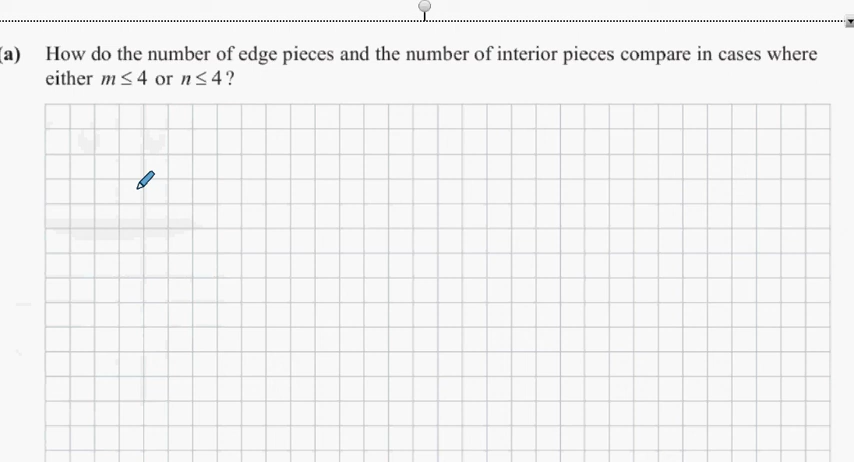 (a) How do the number of edge pieces and the number of interior pieces compare in cases where
either m ≤ 4 or n ≤ 4?